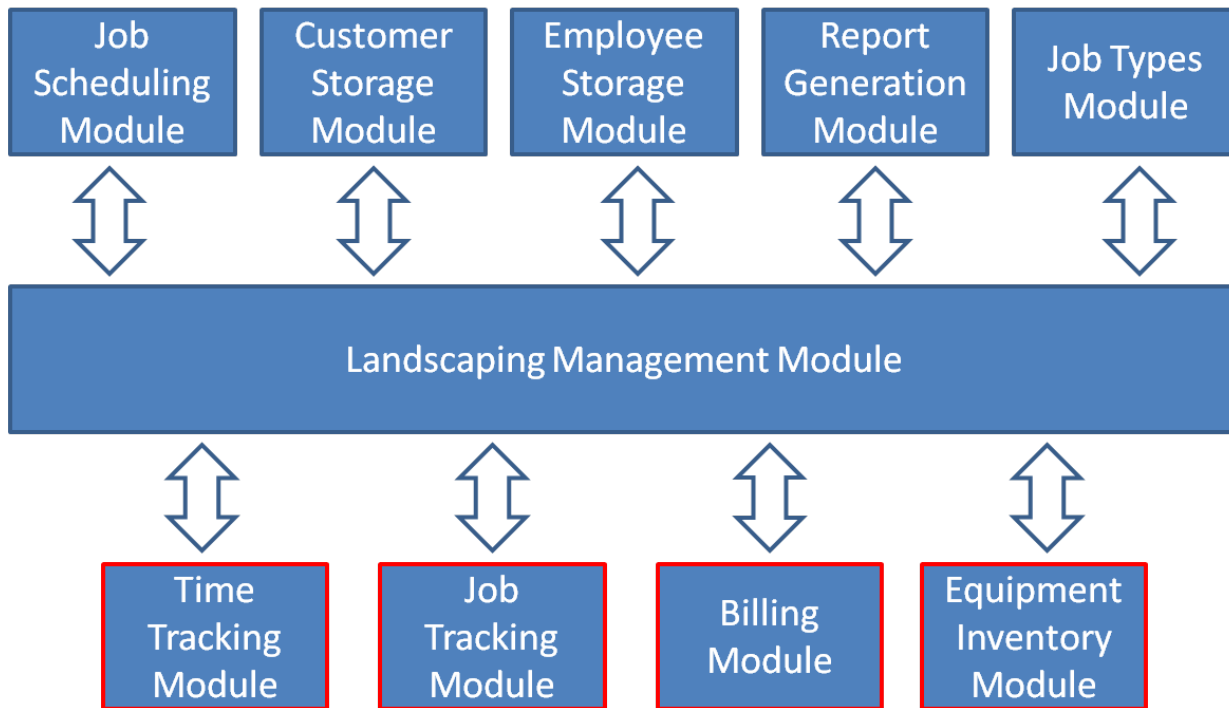 Job
Scheduling
Module
Customer
Storage
Module
Employee
Storage
Module
Report
Generation
Module
Job Types
Module
Landscaping Management Module
Time
Tracking
Module
Job
Tracking
Module
Billing
Module
Equipment
Inventory
Module